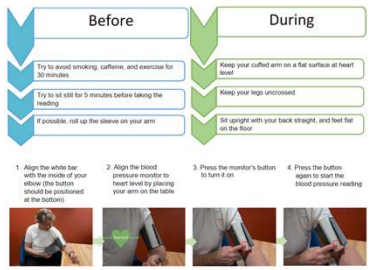 Before
Try to avoid smoking, caffeine, and exercise for
30 minutes
Try to sit still for 5 minutes before taking the
reading
If possible, roll up the sleeve on your arm
During
Keep your cuffed arm on a flat surface at heart
level
Keep your legs uncrossed
Sit upright with your back straight, and feet flat
on the floor
1. Align the white bar
with the inside of your
elbow (the button
should be positioned
at the bottom)
2. Align the blood
pressure monitor to
heart level by placing
your arm on the table
3. Press the monitor's button
to turn it on
4. Press the button
again to start the
blood pressure reading